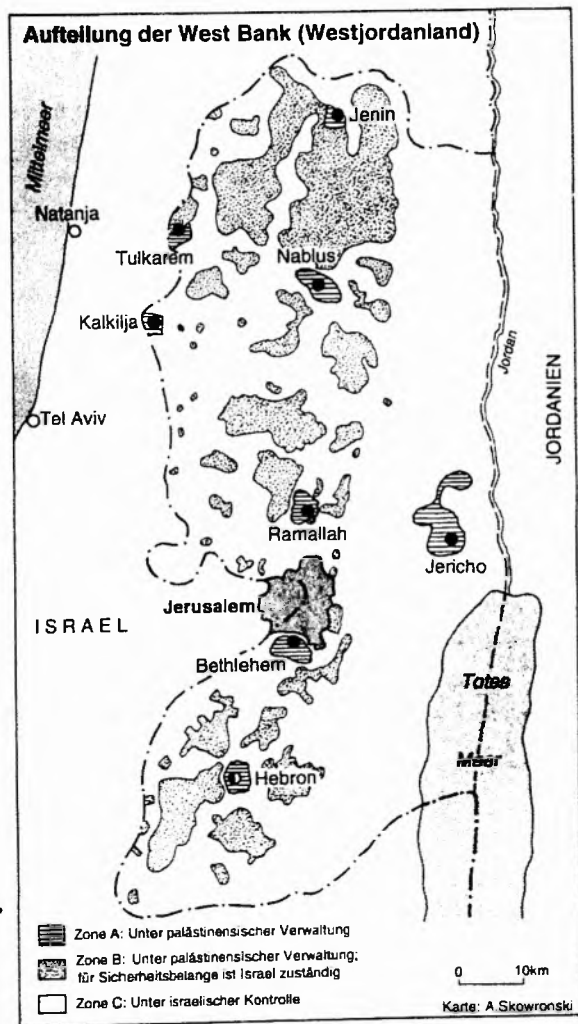 Aufteilung der West Bank (Westjordanland)
Mittelmeer
Jenin
Natanja
Tulkarem
Nablus
Kalkilja
Jordan
JORDANIEN
Tel Aviv
Ramallah
Jericho
Jerusalem
ISRAEL
Bethlehem
Totes
Meer
Hebron
Zone A: Unter palästinensischer Verwaltung
Zone B: Unter palästinensischer Verwaltung;
für Sicherheitsbelange ist Israel zuständig
0 10km
Zone C: Unter israelischer Kontrolle
Karte: A.Skowronski